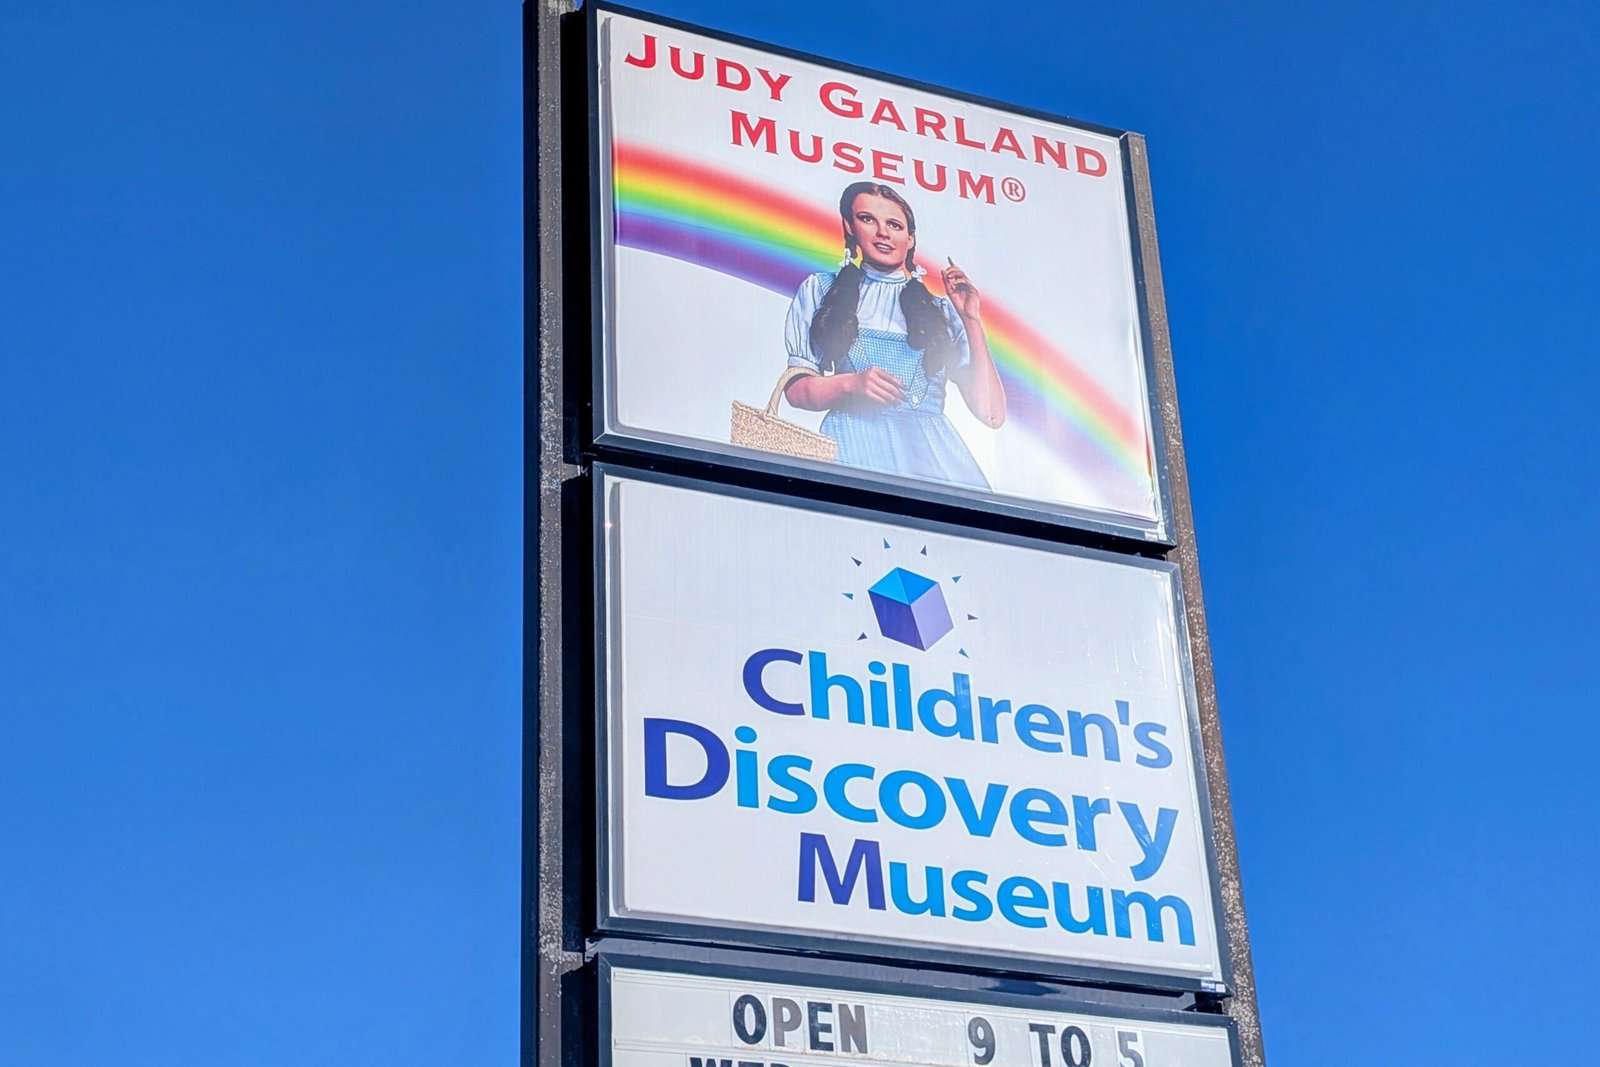 JUDY GARLAND
MUSEUM®
Children's
Discovery
Museum
OPEN 9 TO 5